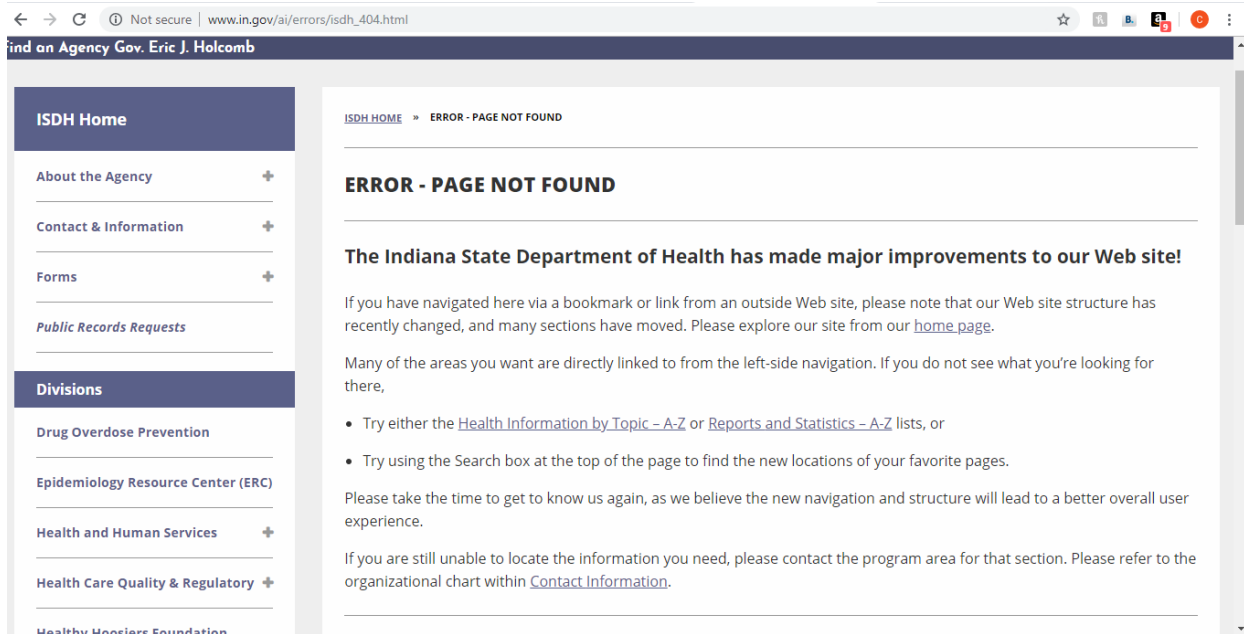 Not secure | www.in.gov/ai/errors/isdh_404.html
B.
a
9
C
Find an Agency Gov. Eric J. Holcomb
ISDH Home
About the Agency
Contact & Information
Forms
Public Records Requests
Divisions
Drug Overdose Prevention
Epidemiology Resource Center (ERC)
Health and Human Services
Health Care Quality & Regulatory
Healthy Hoosiers Foundation
ISDH HOME » ERROR - PAGE NOT FOUND
ERROR - PAGE NOT FOUND
The Indiana State Department of Health has made major improvements to our Web site!
If you have navigated here via a bookmark or link from an outside Web site, please note that our Web site structure has
recently changed, and many sections have moved. Please explore our site from our home page.
Many of the areas you want are directly linked to from the left-side navigation. If you do not see what you’re looking for
there,
• Try either the Health Information by Topic – A-Z or Reports and Statistics – A-Z lists, or
• Try using the Search box at the top of the page to find the new locations of your favorite pages.
Please take the time to get to know us again, as we believe the new navigation and structure will lead to a better overall user
experience.
If you are still unable to locate the information you need, please contact the program area for that section. Please refer to the
organizational chart within Contact Information.